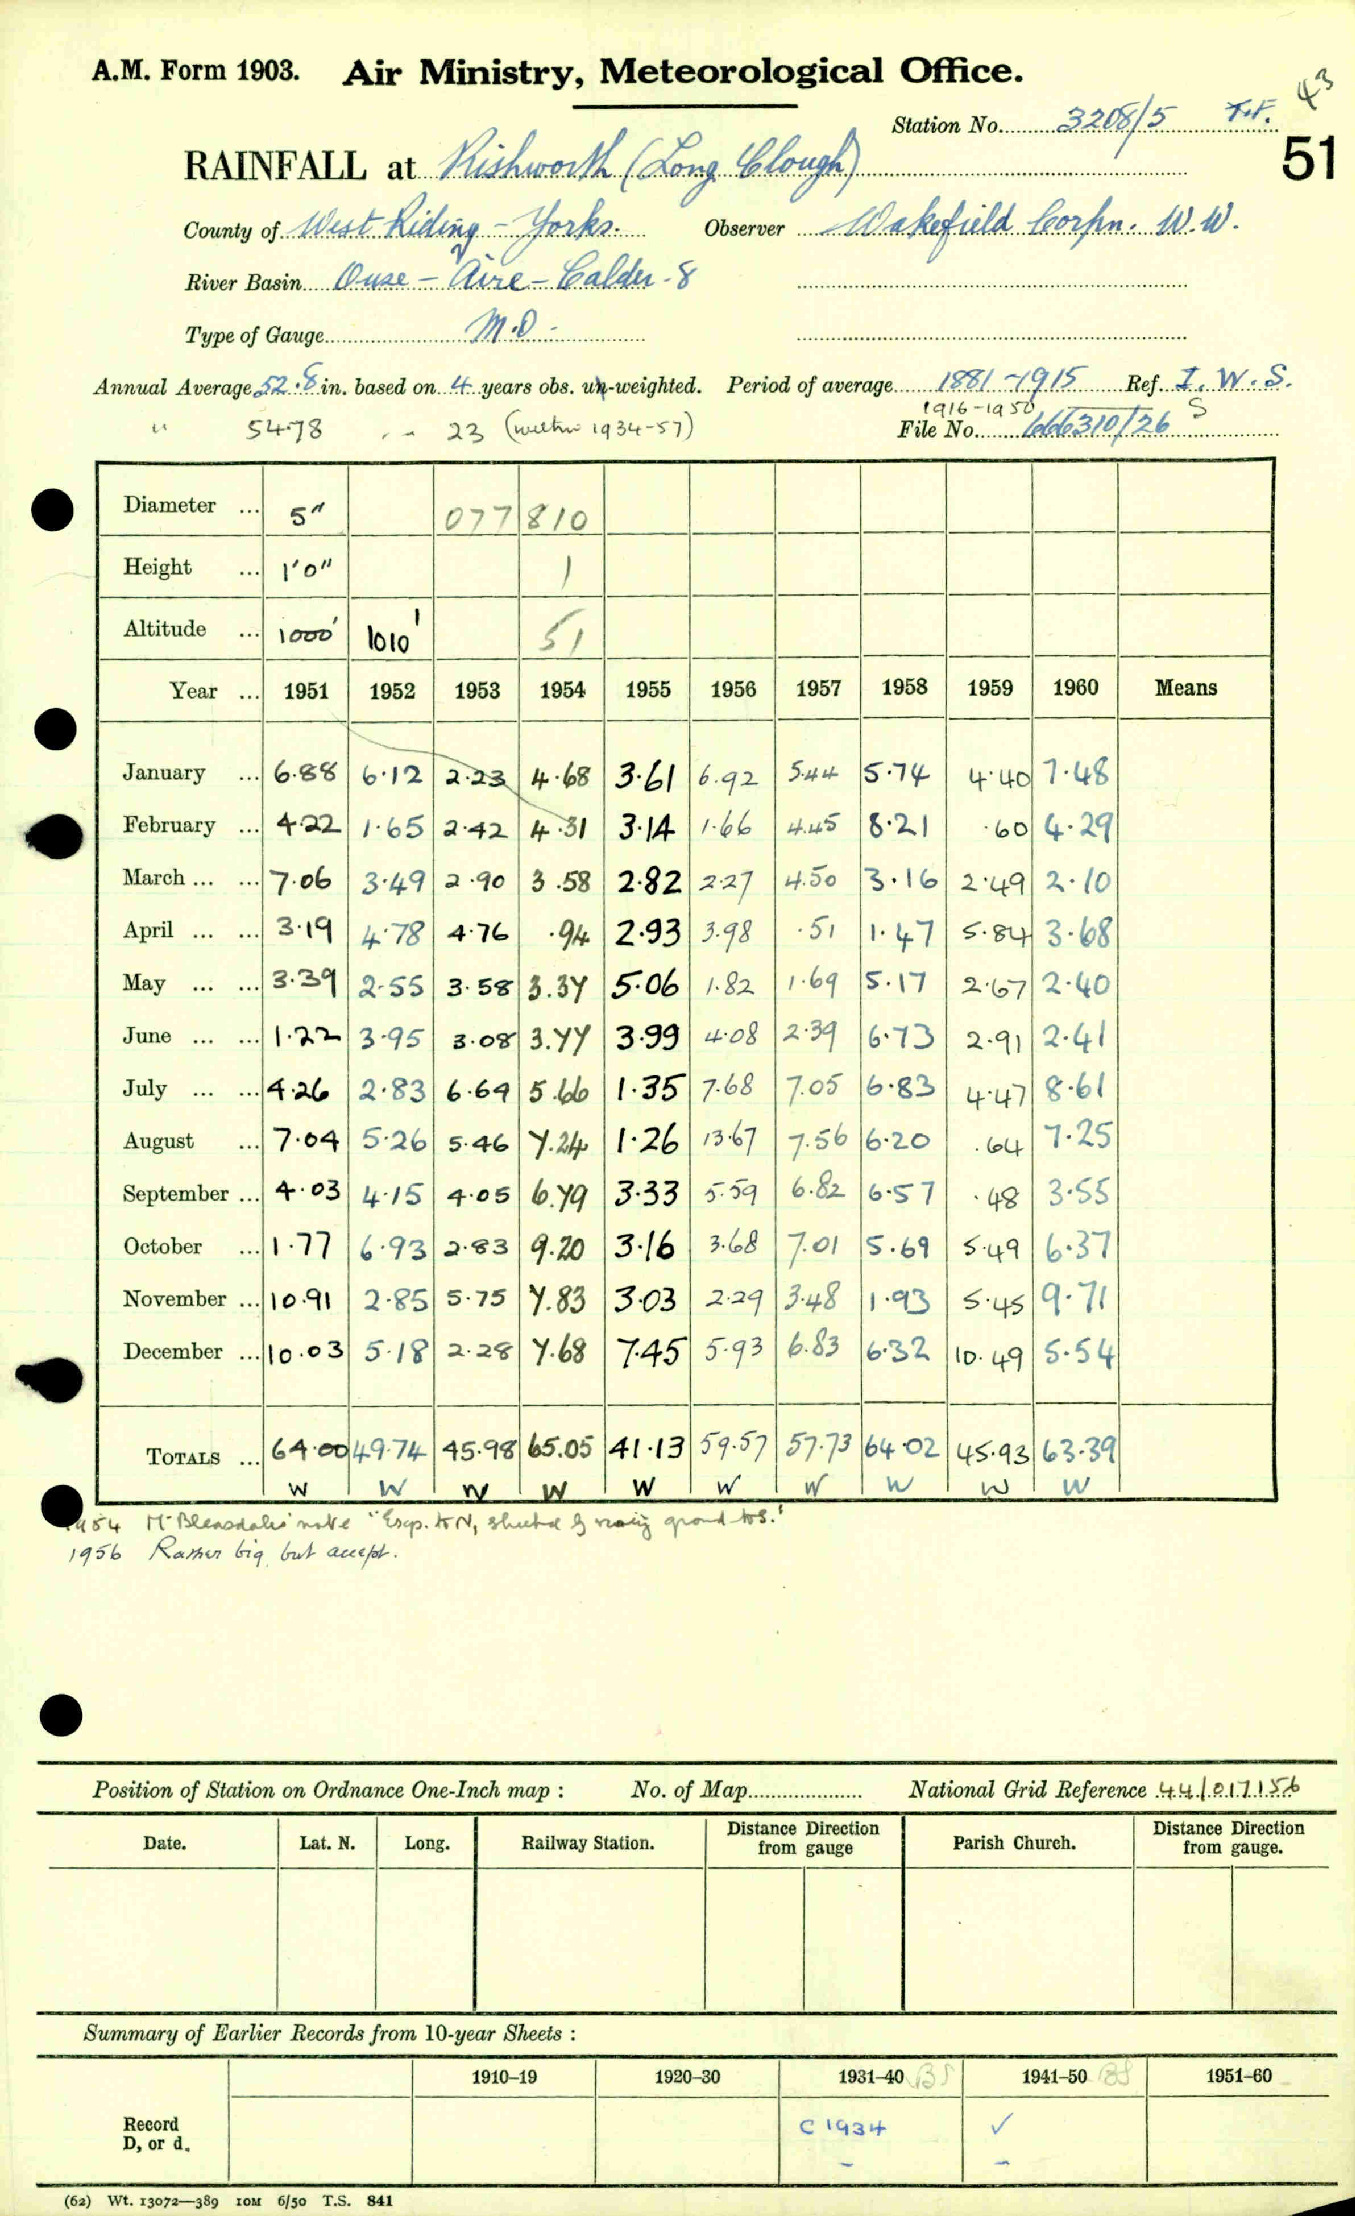 43
A.M. Form 1903. Air Ministry, Meteorological Office.
Station No. 3208/5 T.F.
51
RAINFALL at Rishworth (Long Clough)
County of West Riding - Yorks. Observer Wakefield Corpn. W.W.
River Basin Ouse - Aire - Calder - 8
Type of Gauge M.O.
Annual Average 52.8 in. based on 4 years obs. un-weighted. Period of average 1881-1915 Ref. I.W.S.
1916-1950 S
" 54.78 " " 23 (within 1934-57) File No. 666310/26
Diameter ... 5" 077 810
Height ... 1'0" 1
Altitude ... 1000' 1010' 51
Year ... 1951 1952 1953 1954 1955 1956 1957 1958 1959 1960 Means
January ... 6.88 6.12 2.23 4.68 3.61 6.92 5.44 5.74 4.40 7.48
February ... 4.22 1.65 2.42 4.31 3.14 1.66 4.45 8.21 .60 4.29
March ... ... 7.06 3.49 2.90 3.58 2.82 2.27 4.50 3.16 2.49 2.10
April ... ... 3.19 4.78 4.76 .94 2.93 3.98 .51 1.47 5.84 3.68
May ... ... 3.39 2.55 3.58 3.37 5.06 1.82 1.69 5.17 2.67 2.40
June ... ... 1.22 3.95 3.08 3.77 3.99 4.08 2.39 6.73 2.91 2.41
July ... ... 4.26 2.83 6.64 5.66 1.35 7.68 7.05 6.83 4.47 8.61
August ... 7.04 5.26 5.46 7.24 1.26 13.67 7.56 6.20 .64 7.25
September ... 4.03 4.15 4.05 6.79 3.33 5.59 6.82 6.57 .48 3.55
October ... 1.77 6.93 2.83 9.20 3.16 3.68 7.01 5.69 5.49 6.37
November ... 10.91 2.85 5.75 7.83 3.03 2.29 3.48 1.93 5.45 9.71
December ... 10.03 5.18 2.28 7.68 7.45 5.93 6.83 6.32 10.49 5.54
TOTALS ... 64.00 49.74 45.98 65.05 41.13 59.57 57.73 64.02 45.93 63.39
W W W W W W W W W W
1954 Mr Bleasdale's note "Exp. to N, sheltered by rising ground to S."
1956 Rather big, but accept.
Position of Station on Ordnance One-Inch map : No. of Map National Grid Reference 44/017156
Date. Lat. N. Long. Railway Station. Distance from Direction gauge Parish Church. Distance from Direction gauge.
Summary of Earlier Records from 10-year Sheets :
1910-19 1920-30 1931-40 BS 1941-50 BS 1951-60
Record D, or d. C 1934 ✓
- -
(62) Wt. 13072—389 10M 6/50 T.S. 841